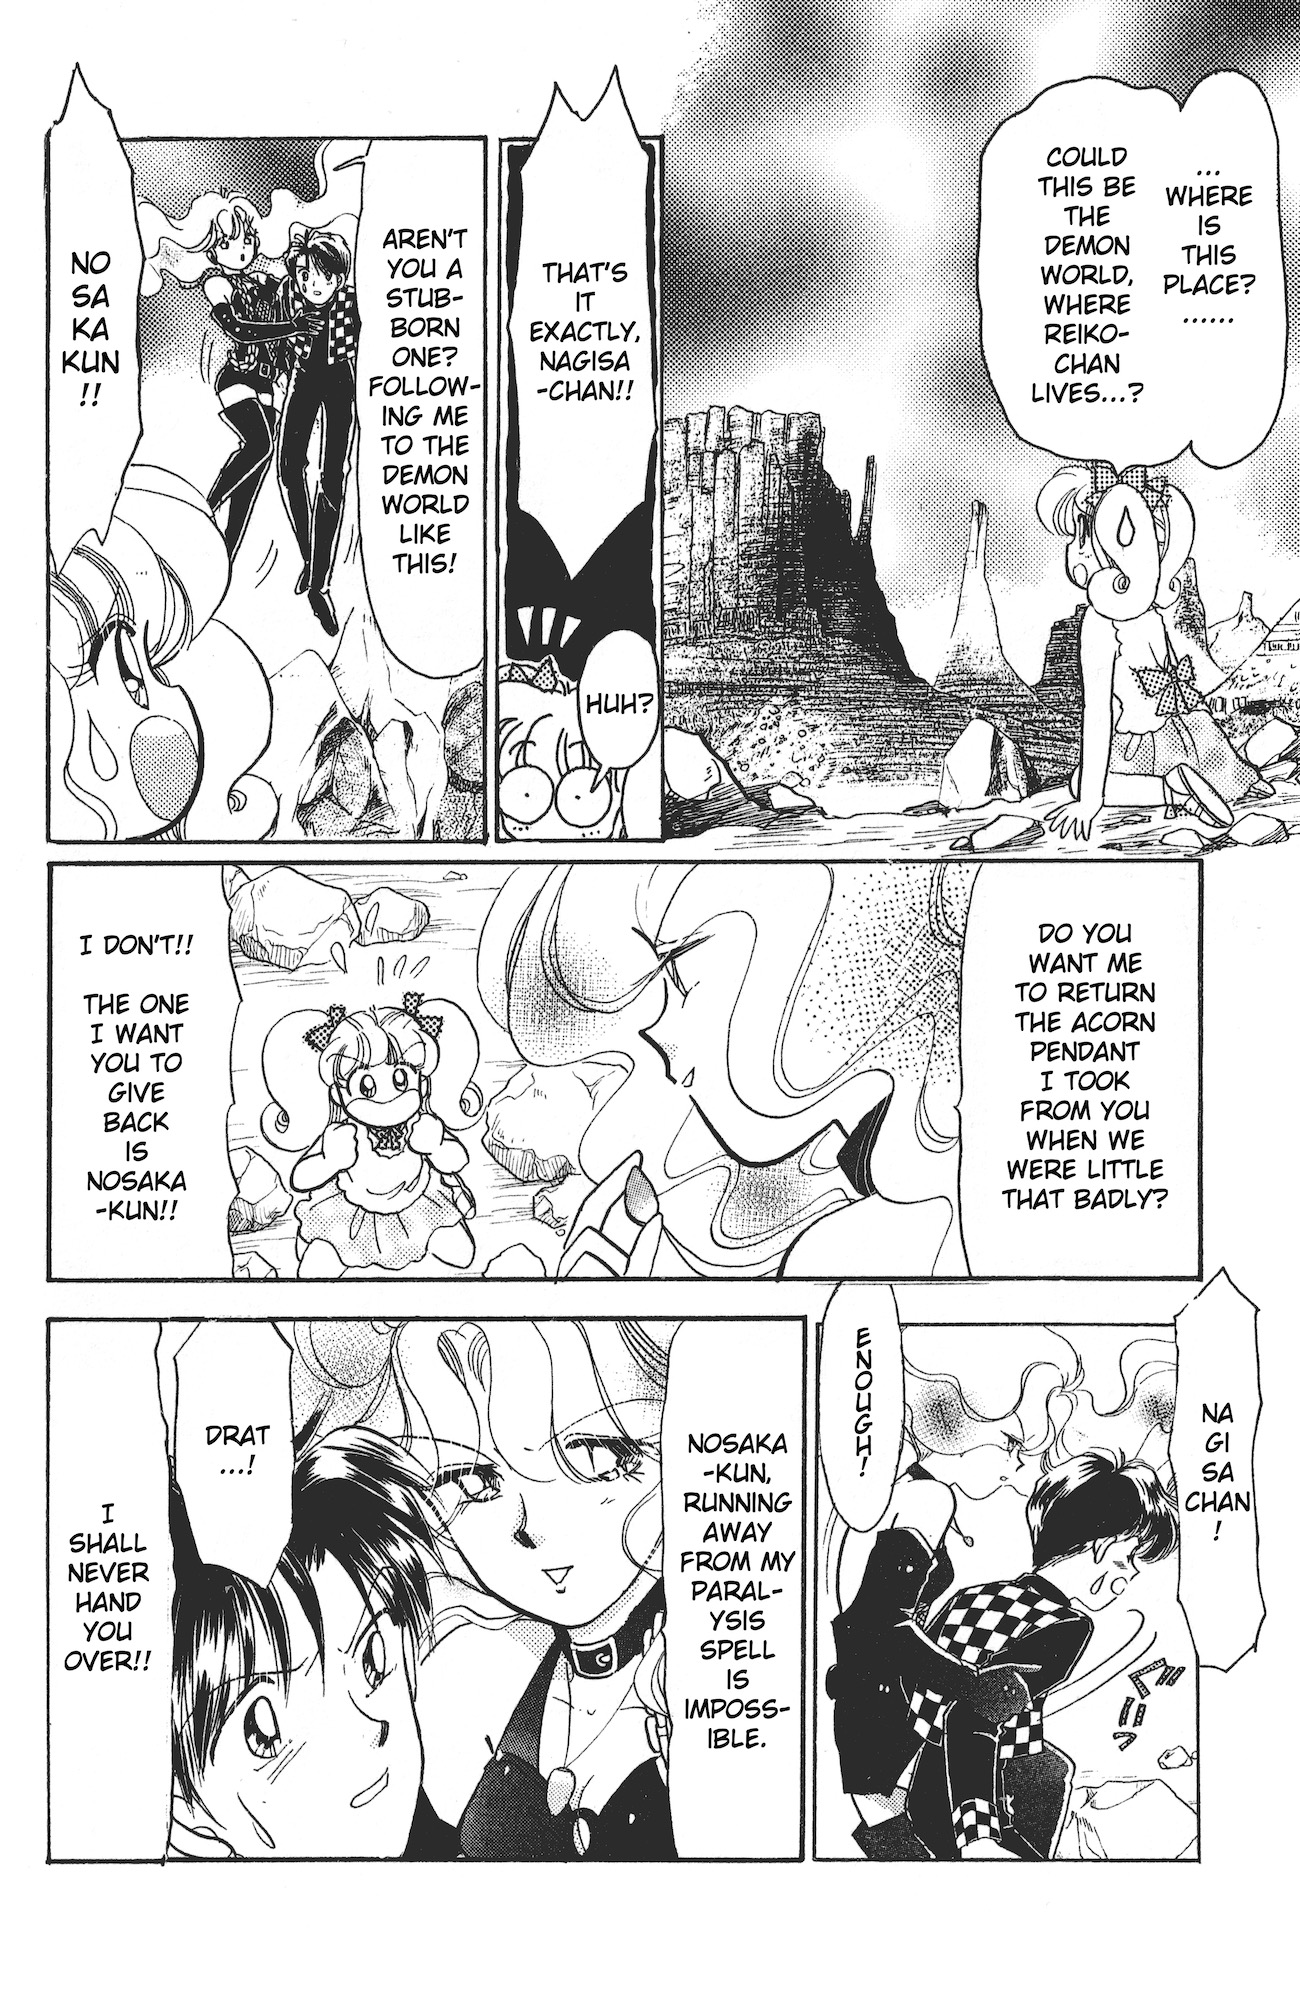 ...
WHERE
IS
THIS
PLACE?
......
COULD
THIS BE
THE
DEMON
WORLD,
WHERE
REIKO-
CHAN
LIVES...?
THAT'S
IT
EXACTLY,
NAGISA
-CHAN!!
HUH?
AREN'T
YOU A
STUB-
BORN
ONE?
FOLLOW-
ING ME
TO THE
DEMON
WORLD
LIKE
THIS!
NO
SA
KA
KUN
!!
DO YOU
WANT ME
TO RETURN
THE ACORN
PENDANT
I TOOK
FROM YOU
WHEN WE
WERE LITTLE
THAT BADLY?
I DON'T!!
THE ONE
I WANT
YOU TO
GIVE
BACK
IS
NOSAKA
-KUN!!
NA
GI
SA
CHAN
!
ENOUGH!
ビリッ
NOSAKA
-KUN,
RUNNING
AWAY
FROM MY
PARAL-
YSIS
SPELL
IS
IMPOSS-
IBLE.
DRAT
...!
I
SHALL
NEVER
HAND
YOU
OVER!!